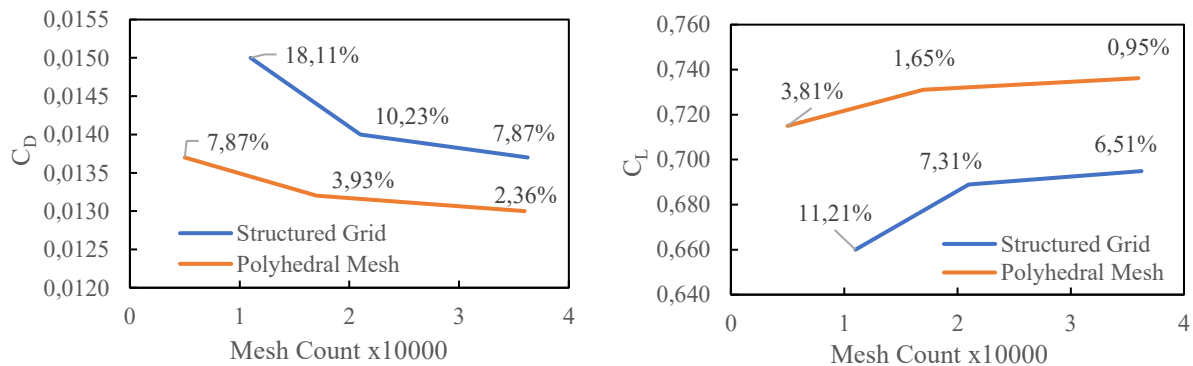 0,0155
0,0150
0,0145
0,0140
0,0135
0,0130
0,0125
0,0120
C_D
18,11%
10,23%
7,87%
7,87%
3,93%
2,36%
Structured Grid
Polyhedral Mesh
0 1 2 3 4
Mesh Count x10000
0,760
0,740
0,720
0,700
0,680
0,660
0,640
C_L
3,81%
1,65%
0,95%
11,21%
7,31%
6,51%
Structured Grid
Polyhedral Mesh
0 1 2 3 4
Mesh Count x10000